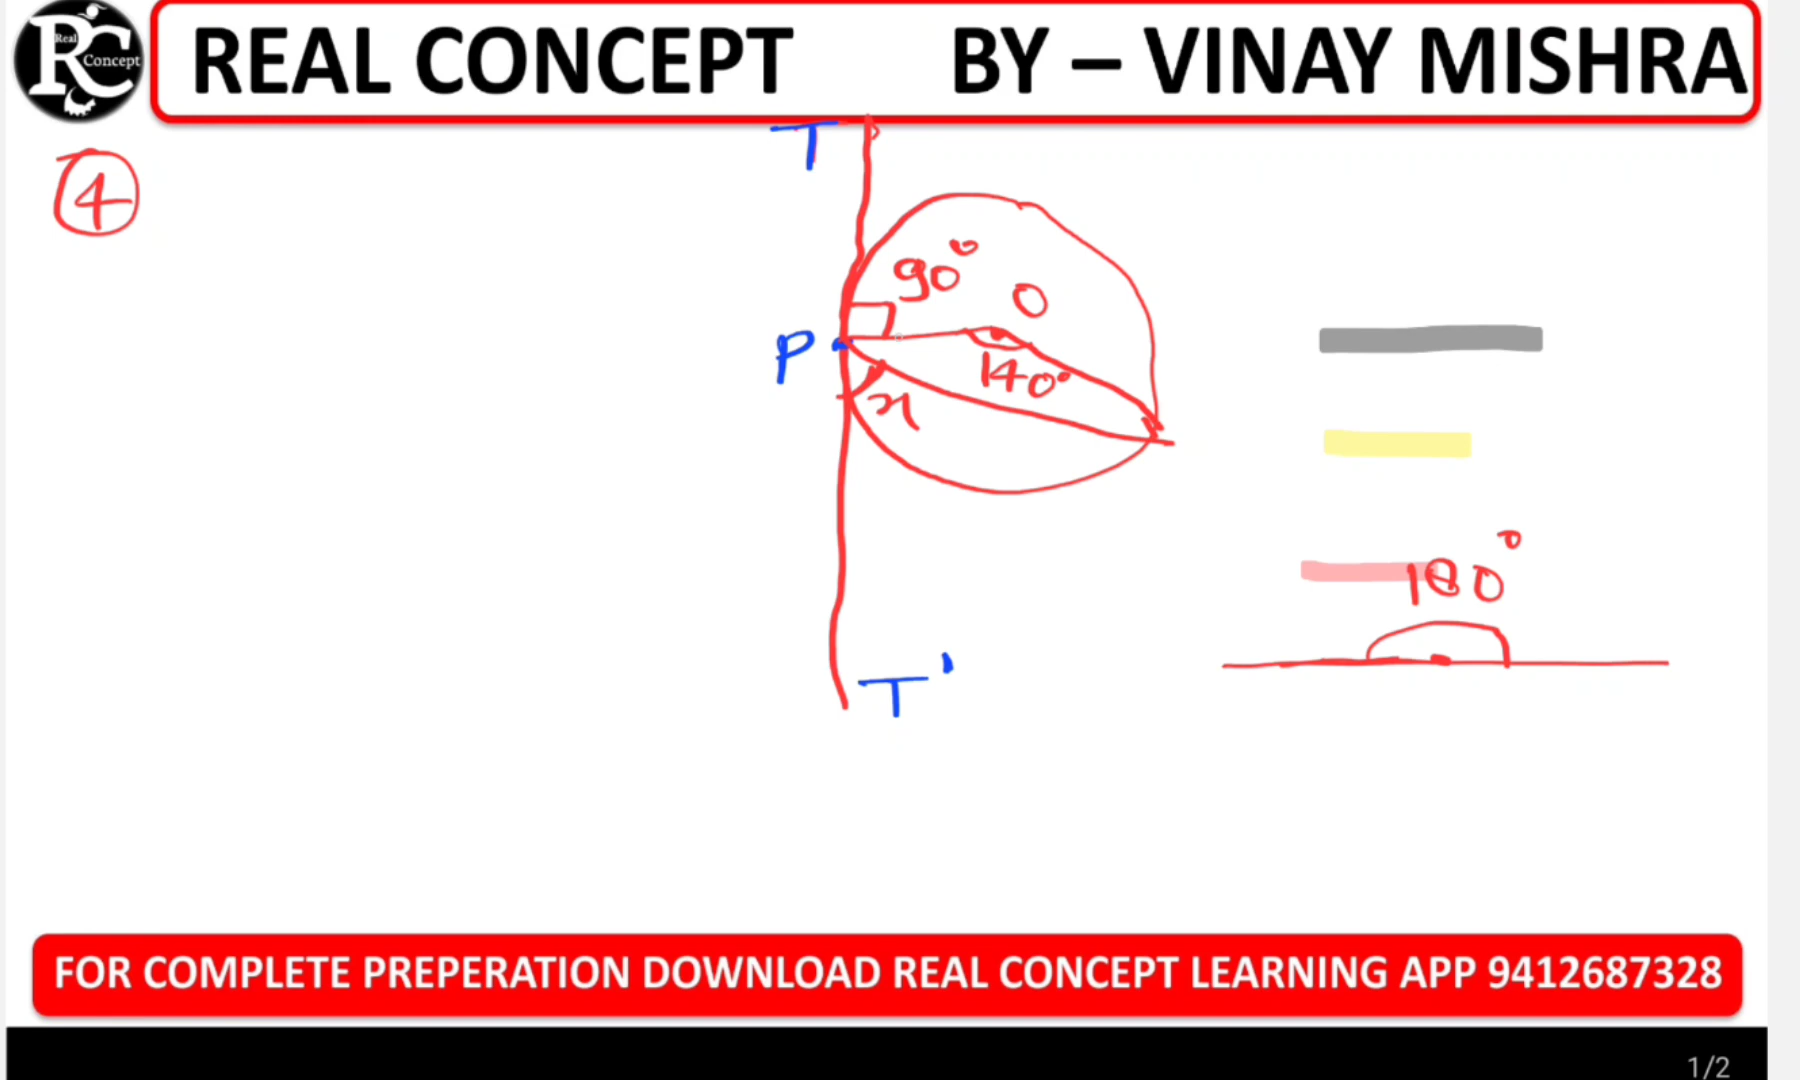 Real
Concept
REAL CONCEPT BY – VINAY MISHRA
4
T
90°
O
P
140°
x
180°
T'
FOR COMPLETE PREPERATION DOWNLOAD REAL CONCEPT LEARNING APP 9412687328
1/2